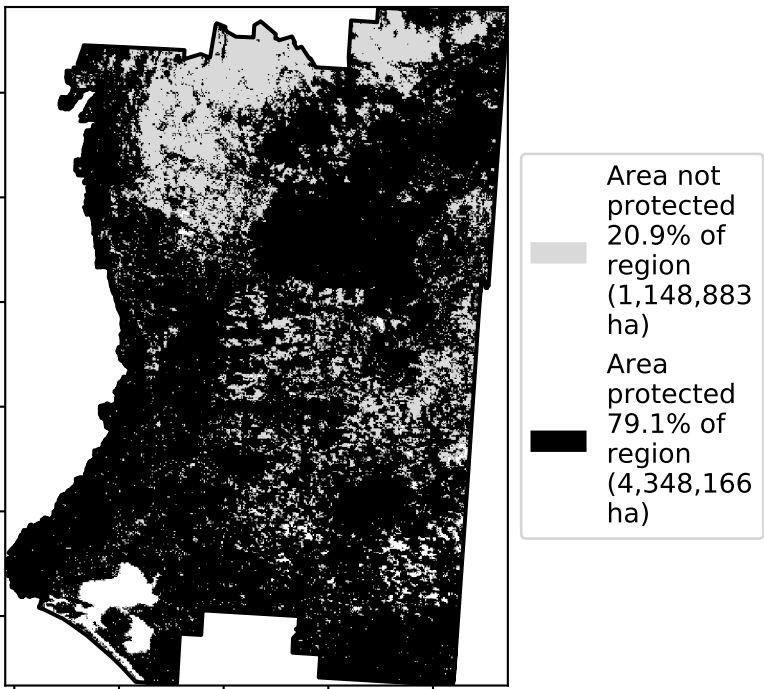 Area not
protected
20.9% of
region
(1,148,883
ha)
Area
protected
79.1% of
region
(4,348,166
ha)